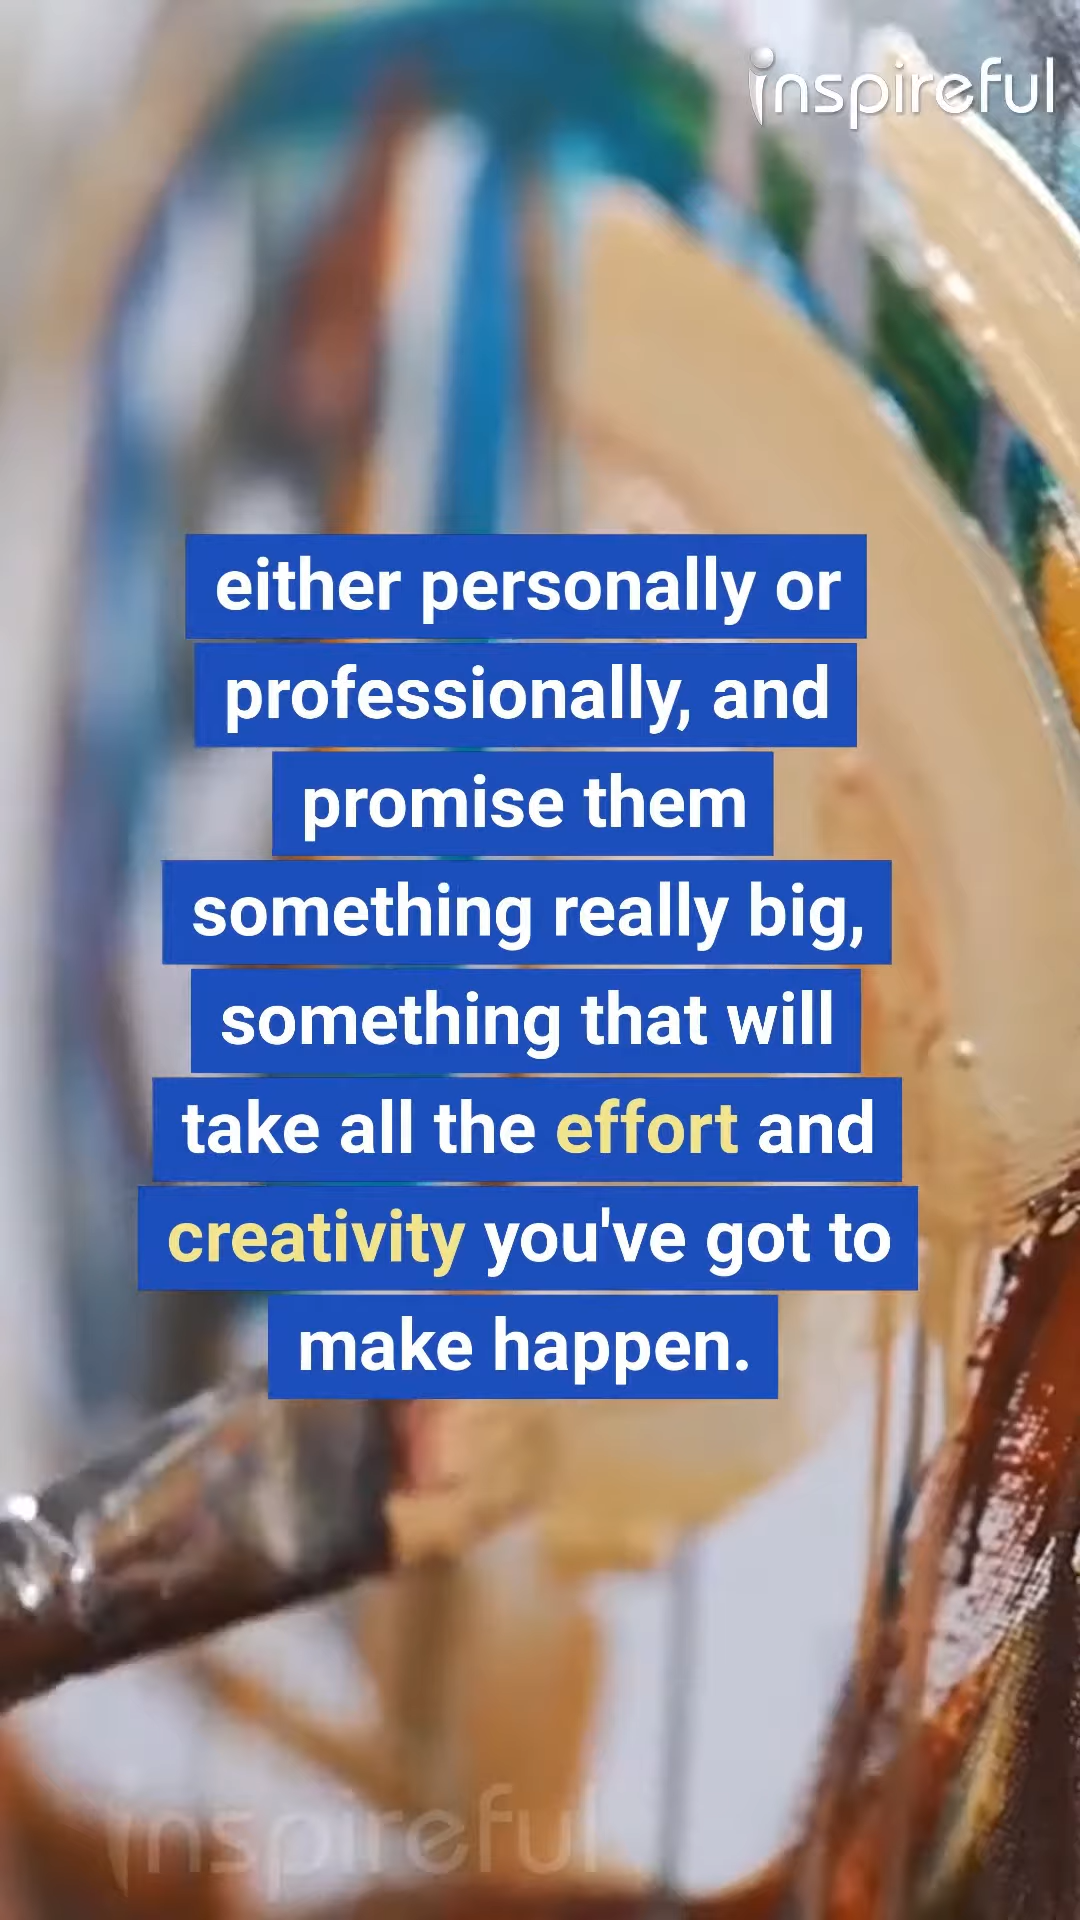 inspireful
either personally or
professionally, and
promise them
something really big,
something that will
take all the effort and
creativity you've got to
make happen.
inspireful